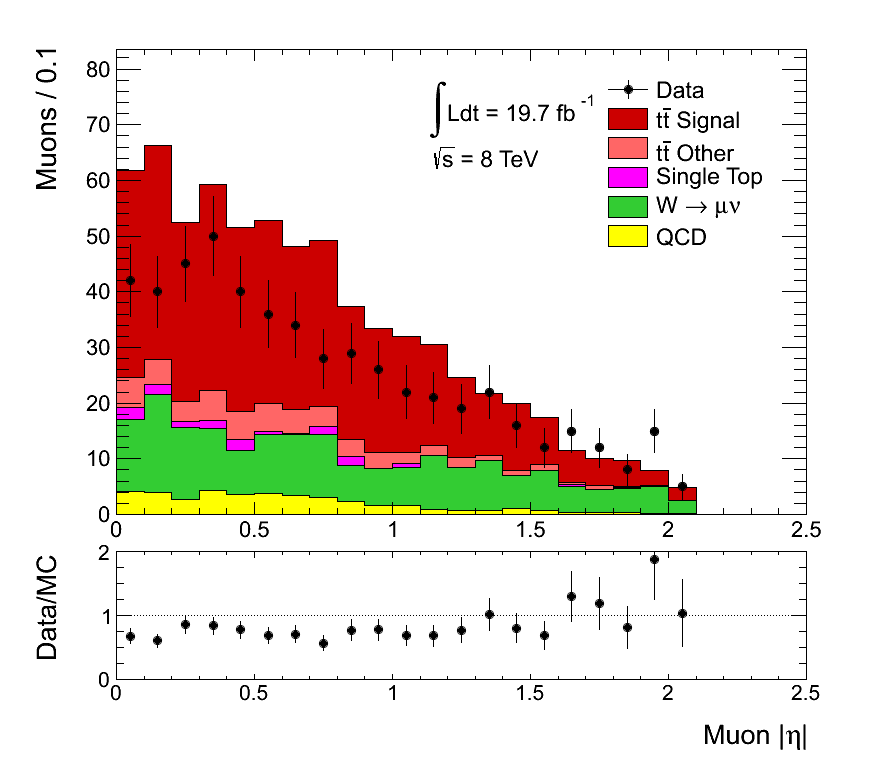 Muons / 0.1
80
70
60
50
40
30
20
10
0
∫Ldt = 19.7 fb⁻¹
√s = 8 TeV
Data
tt̄ Signal
tt̄ Other
Single Top
W → μν
QCD
0 0.5 1 1.5 2 2.5
Data/MC
2
1
0
0 0.5 1 1.5 2 2.5
Muon |η|